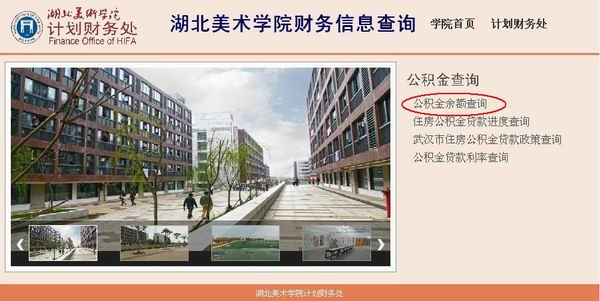 湖北美术学院
计划财务处
Finance Office of HIFA
湖北美术学院财务信息查询
学院首页
计划财务处
公积金查询
公积金余额查询
住房公积金贷款进度查询
武汉市住房公积金贷款政策查询
公积金贷款利率查询
湖北美术学院计划财务处